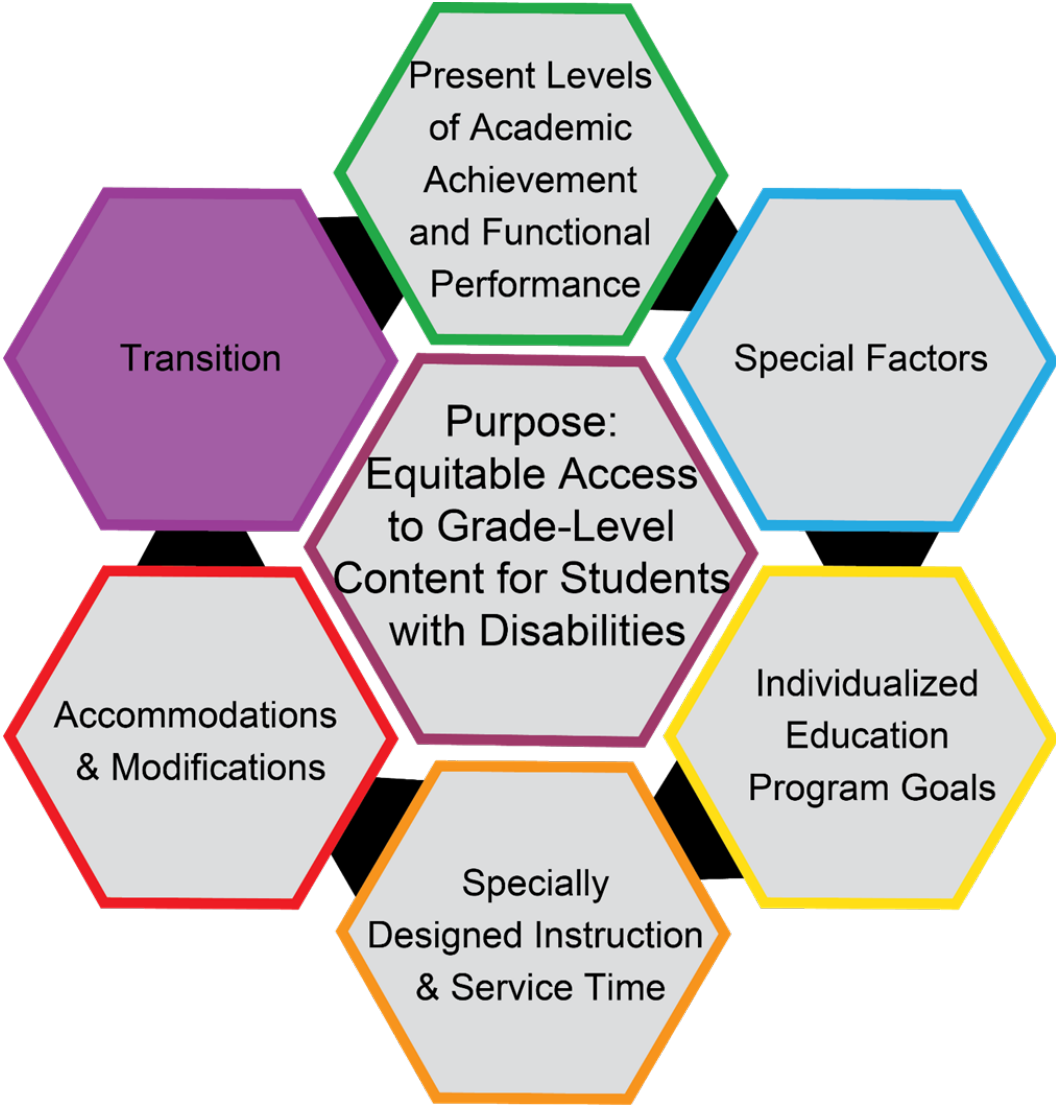 Present Levels
of Academic
Achievement
and Functional
Performance
Transition
Special Factors
Purpose:
Equitable Access
to Grade-Level
Content for Students
with Disabilities
Accommodations
& Modifications
Individualized
Education
Program Goals
Specially
Designed Instruction
& Service Time